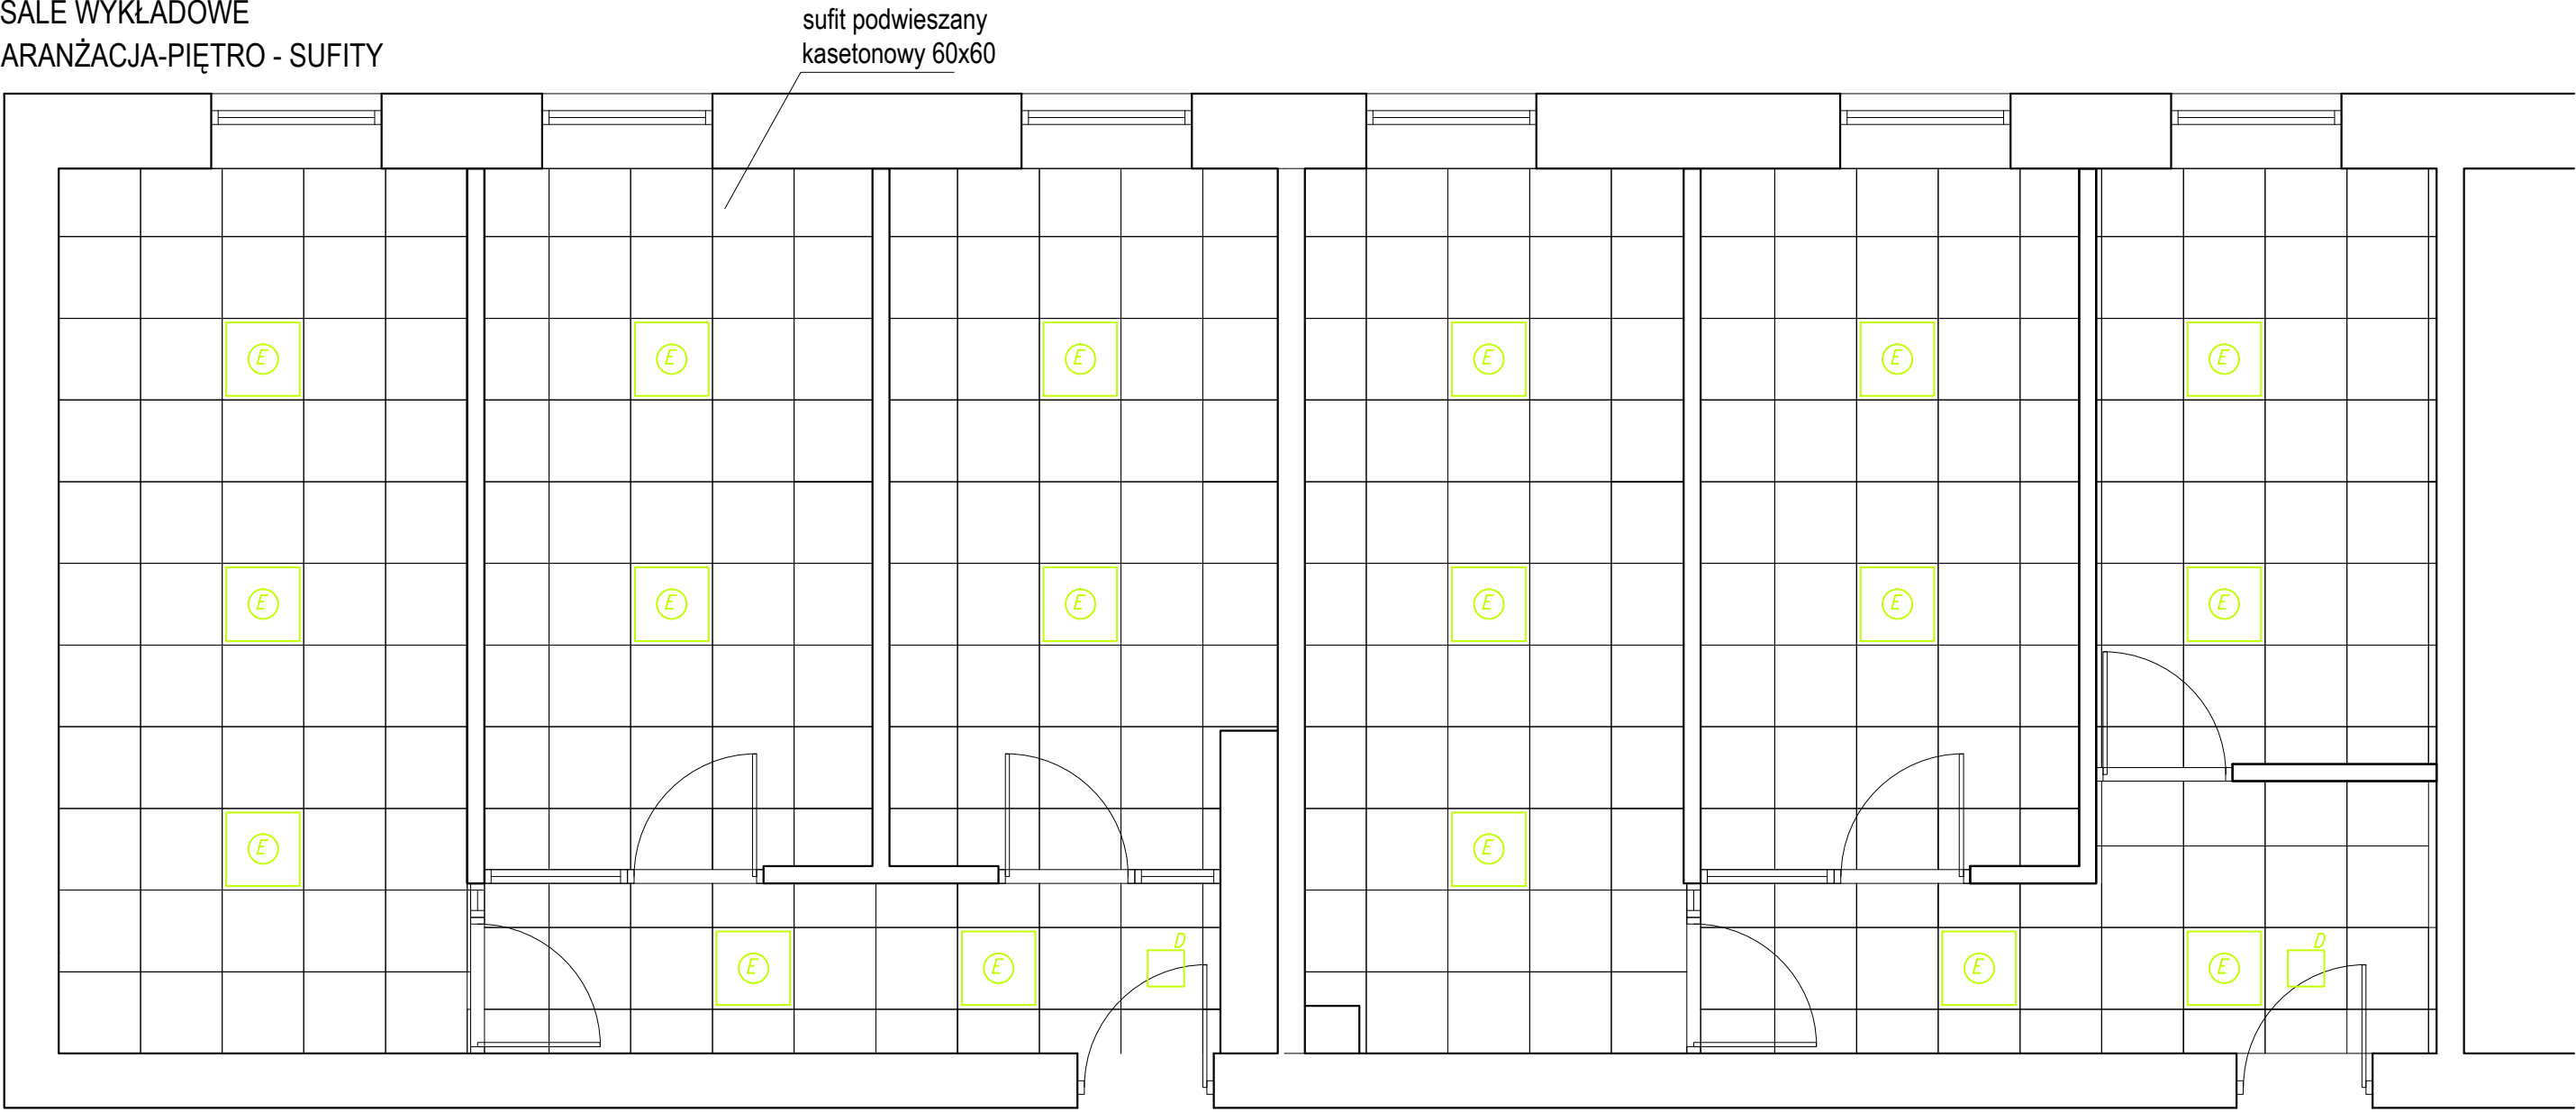 SALE WYKŁADOWE
ARANŻACJA-PIĘTRO - SUFITY
sufit podwieszany
kasetonowy 60x60
E E E E E E
E E E E E E
E E
E E D E E D